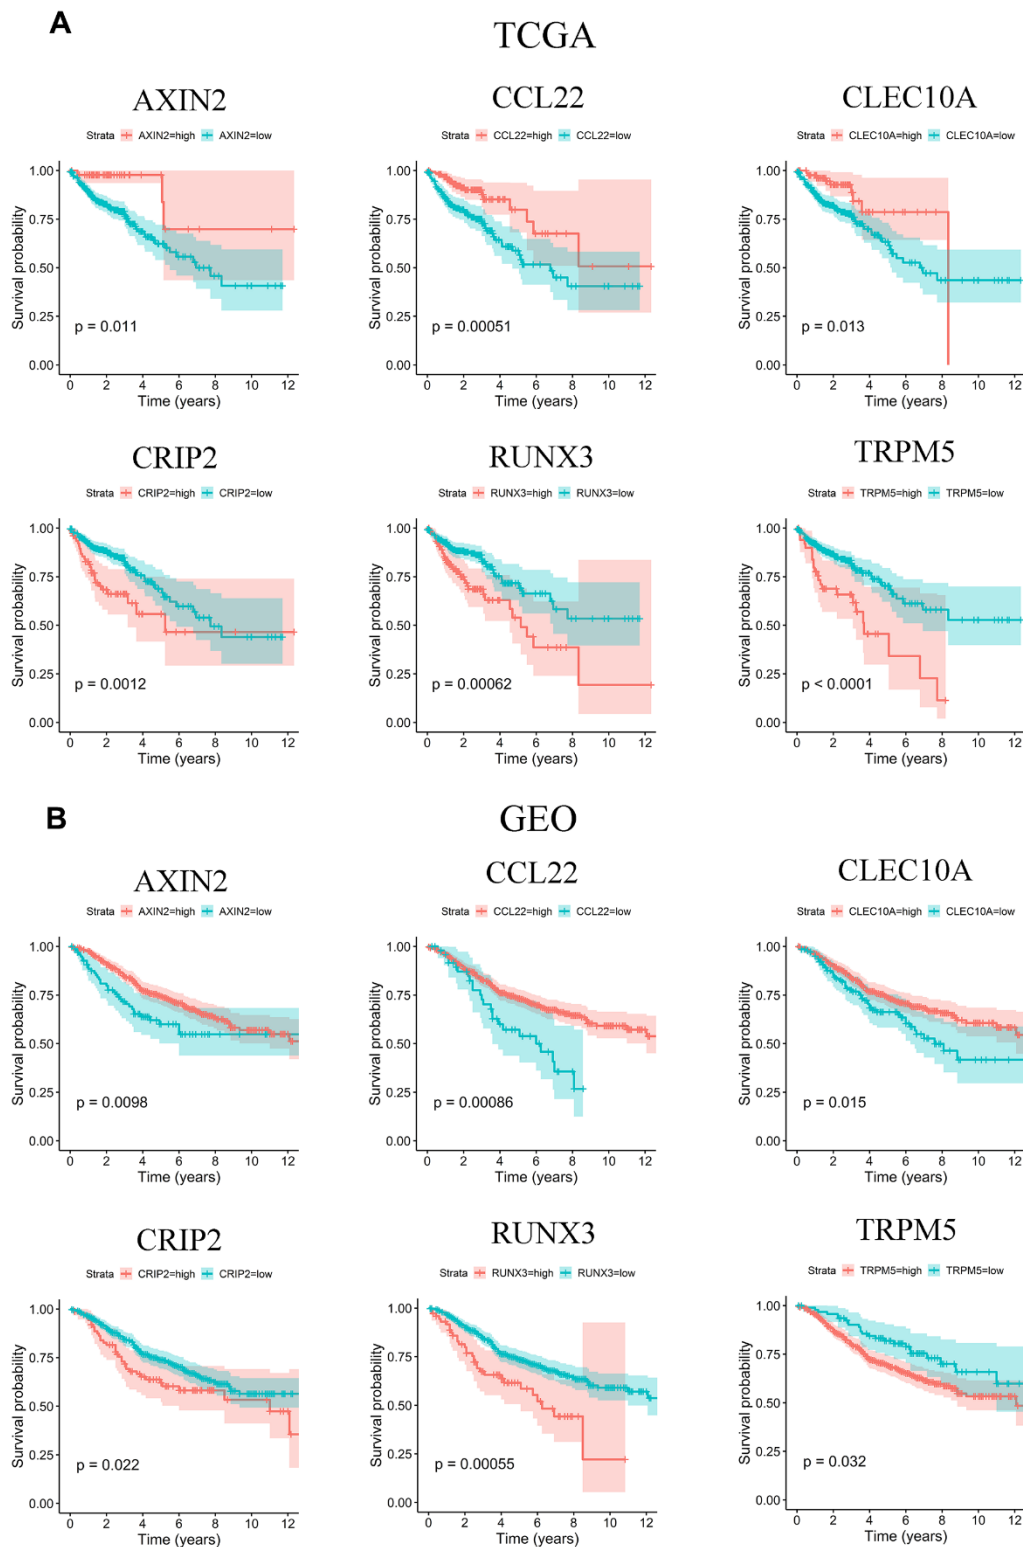 A
TCGA
AXIN2 CCL22 CLEC10A
Strata AXIN2=high AXIN2=low Strata CCL22=high CCL22=low Strata CLEC10A=high CLEC10A=low
1.00 1.00 1.00
0.75 0.75 0.75
0.50 0.50 0.50
0.25 0.25 0.25
0.00 0.00 0.00
Survival probability Survival probability Survival probability
p = 0.011 p = 0.00051 p = 0.013
0 2 4 6 8 10 12 0 2 4 6 8 10 12 0 2 4 6 8 10 12
Time (years) Time (years) Time (years)
CRIP2 RUNX3 TRPM5
Strata CRIP2=high CRIP2=low Strata RUNX3=high RUNX3=low Strata TRPM5=high TRPM5=low
1.00 1.00 1.00
0.75 0.75 0.75
0.50 0.50 0.50
0.25 0.25 0.25
0.00 0.00 0.00
Survival probability Survival probability Survival probability
p = 0.0012 p = 0.00062 p < 0.0001
0 2 4 6 8 10 12 0 2 4 6 8 10 12 0 2 4 6 8 10 12
Time (years) Time (years) Time (years)
B
GEO
AXIN2 CCL22 CLEC10A
Strata AXIN2=high AXIN2=low Strata CCL22=high CCL22=low Strata CLEC10A=high CLEC10A=low
1.00 1.00 1.00
0.75 0.75 0.75
0.50 0.50 0.50
0.25 0.25 0.25
0.00 0.00 0.00
Survival probability Survival probability Survival probability
p = 0.0098 p = 0.00086 p = 0.015
0 2 4 6 8 10 12 0 2 4 6 8 10 12 0 2 4 6 8 10 12
Time (years) Time (years) Time (years)
CRIP2 RUNX3 TRPM5
Strata CRIP2=high CRIP2=low Strata RUNX3=high RUNX3=low Strata TRPM5=high TRPM5=low
1.00 1.00 1.00
0.75 0.75 0.75
0.50 0.50 0.50
0.25 0.25 0.25
0.00 0.00 0.00
Survival probability Survival probability Survival probability
p = 0.022 p = 0.00055 p = 0.032
0 2 4 6 8 10 12 0 2 4 6 8 10 12 0 2 4 6 8 10 12
Time (years) Time (years) Time (years)